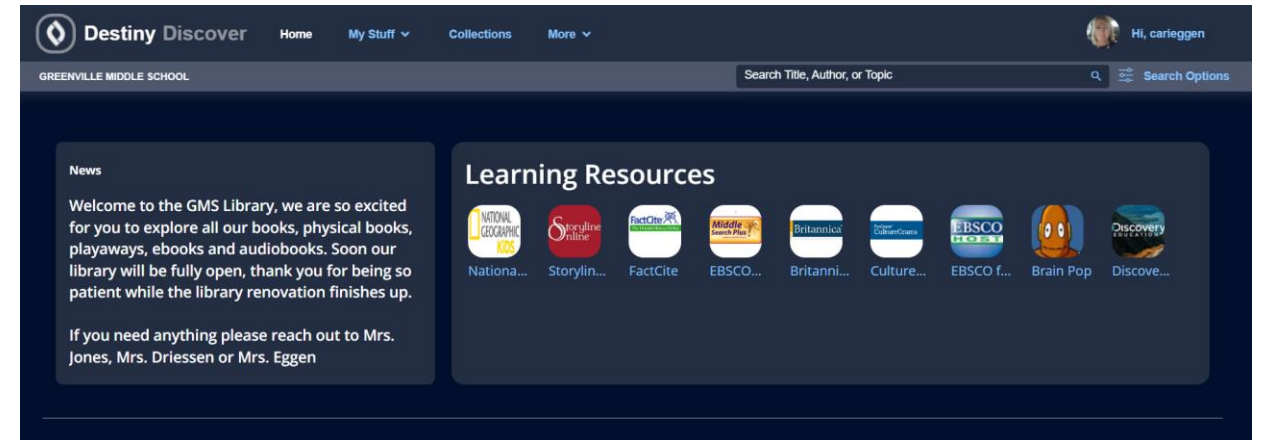 Destiny Discover Home My Stuff Collections More Hi, carieggen
GREENVILLE MIDDLE SCHOOL Search Title, Author, or Topic Search Options
News
Welcome to the GMS Library, we are so excited
for you to explore all our books, physical books,
playaways, ebooks and audiobooks. Soon our
library will be fully open, thank you for being so
patient while the library renovation finishes up.
If you need anything please reach out to Mrs.
Jones, Mrs. Driessen or Mrs. Eggen
Learning Resources
NATIONAL
GEOGRAPHIC
KIDS
Storyline
Online
FactCite
Middle
Search Plus
Britannica
CultureGrams
EBSCO
HOST
Discovery
EDUCATION
Nationa... Storylin... FactCite EBSCO... Britanni... Culture... EBSCO f... Brain Pop Discove...